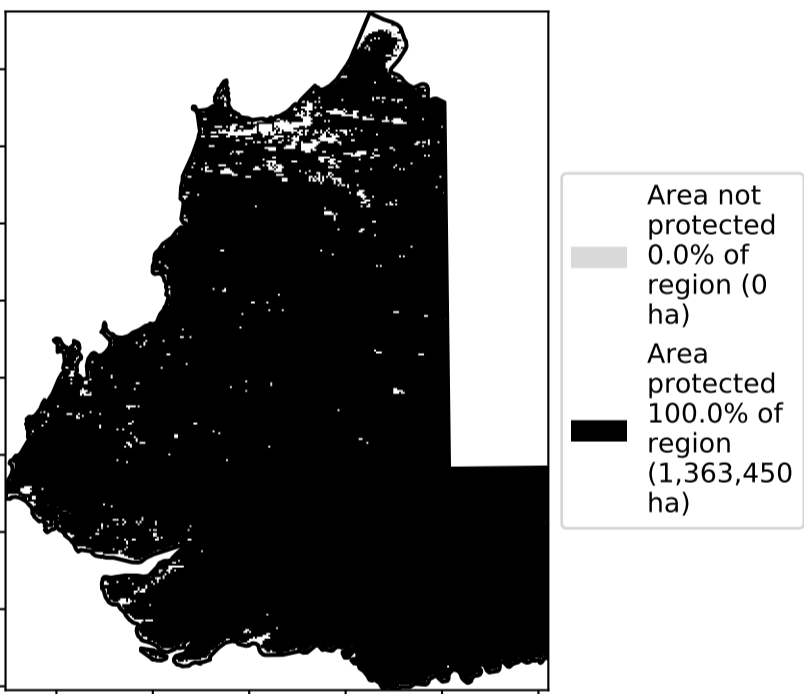 Area not
protected
0.0% of
region (0
ha)
Area
protected
100.0% of
region
(1,363,450
ha)